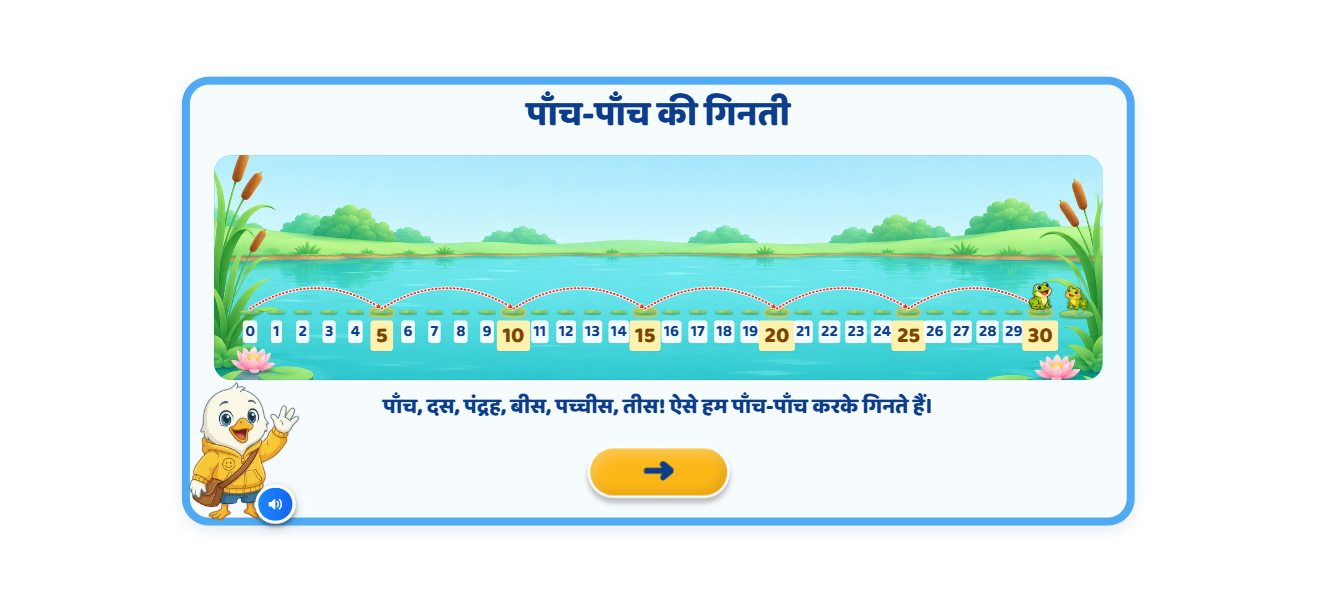 पाँच-पाँच की गिनती
0 1 2 3 4 5 6 7 8 9 10 11 12 13 14 15 16 17 18 19 20 21 22 23 24 25 26 27 28 29 30
पाँच, दस, पंद्रह, बीस, पच्चीस, तीस! ऐसे हम पाँच-पाँच करके गिनते हैं।